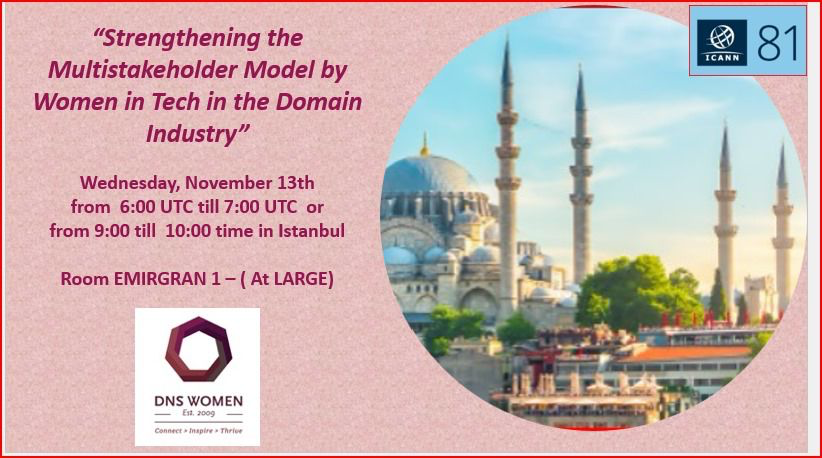 “Strengthening the
Multistakeholder Model by
Women in Tech in the Domain
Industry”
Wednesday, November 13th
from 6:00 UTC till 7:00 UTC or
from 9:00 till 10:00 time in Istanbul
Room EMIRGRAN 1 – ( At LARGE)
DNS WOMEN
Est. 2009
Connect > Inspire > Thrive
ICANN
81